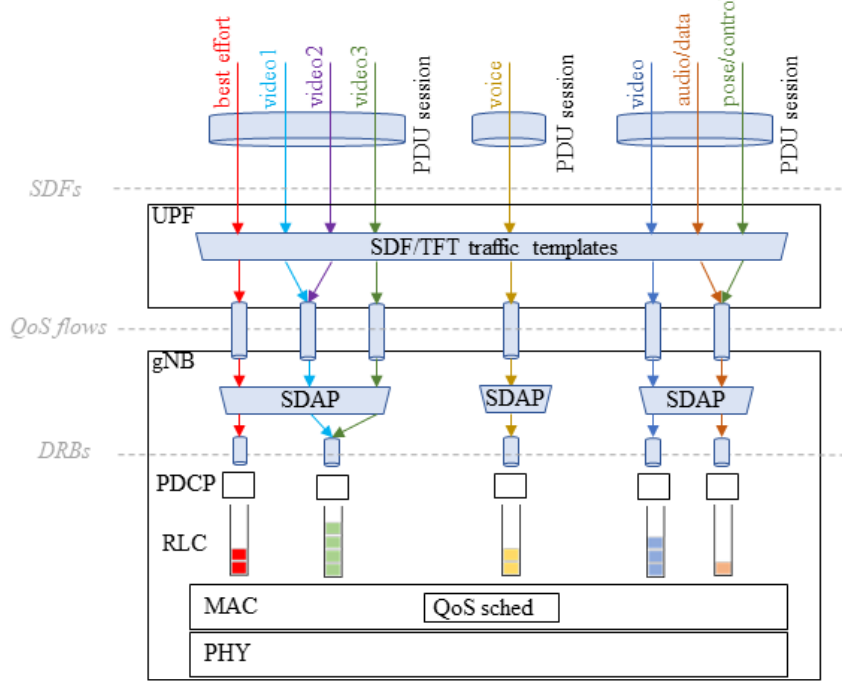 best effort
video1
video2
video3
PDU session
voice
PDU session
video
audio/data
pose/contro
PDU session
SDFs
UPF
SDF/TFT traffic templates
QoS flows
gNB
SDAP
SDAP
SDAP
DRBs
PDCP
RLC
MAC
QoS sched
PHY